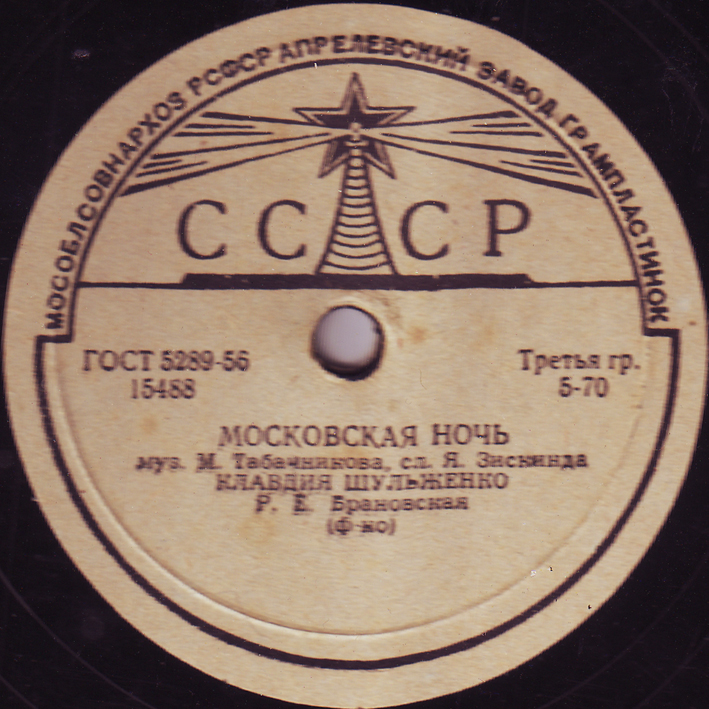 МОСОБЛСОВНАРХОЗ РСФСР АПРЕЛЕВСКИЙ ЗАВОД ГРАМПЛАСТИНОК
СССР
ГОСТ 5289-56
15488
Третья гр.
5-70
МОСКОВСКАЯ НОЧЬ
муз. М. Табачникова, сл. Я. Зискинда
КЛАВДИЯ ШУЛЬЖЕНКО
Р. Е. Брановская
(ф-но)